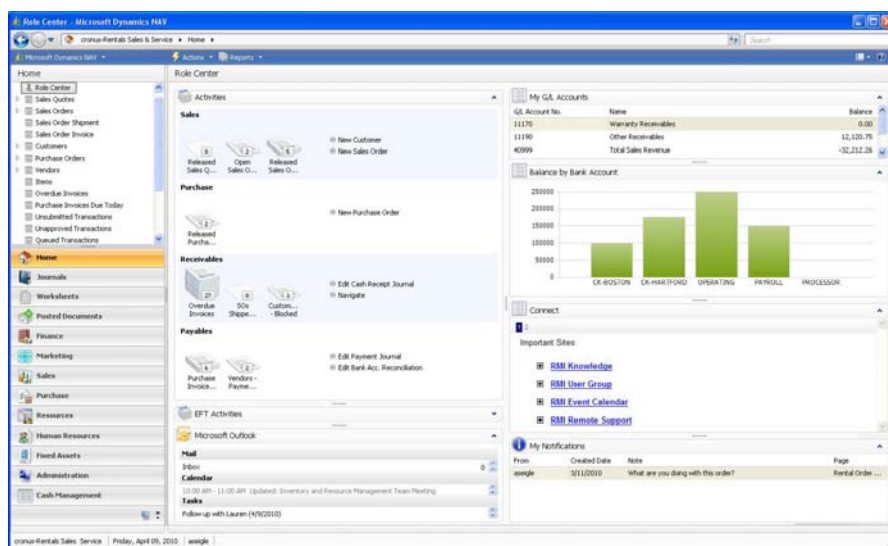 Role Center - Microsoft Dynamics NAV
cronus-Rentals Sales & Service ▸ Home ▸
Search
Microsoft Dynamics NAV
Actions
Reports
Home
Role Center
Sales Quotes
Sales Orders
Sales Order Shipment
Sales Order Invoice
Customers
Purchase Orders
Vendors
Items
Overdue Invoices
Purchase Invoices Due Today
Unsubmitted Transactions
Unapproved Transactions
Queued Transactions
Home
Journals
Worksheets
Posted Documents
Finance
Marketing
Sales
Purchase
Resources
Human Resources
Fixed Assets
Administration
Cash Management
Role Center
Activities
Sales
Released Sales Q...
Open Sales O...
Released Sales O...
New Customer
New Sales Order
Purchase
2
Released Purcha...
New Purchase Order
Receivables
27
Overdue Invoices
SOs Shippe...
Custom... - Blocked
Edit Cash Receipt Journal
Navigate
Payables
Purchase Invoice...
Vendors - Payme...
Edit Payment Journal
Edit Bank Acc. Reconciliation
EFT Activities
Microsoft Outlook
Mail
Inbox 0
Calendar
10:00 AM - 11:00 AM Updated: Inventory and Resource Management Team Meeting
Tasks
Follow up with Lauren (4/9/2010)
My G/L Accounts
G/L Account No. Name Balance
11170 Warranty Receivables 0.00
11190 Other Receivables 12,120.75
40999 Total Sales Revenue -32,212.26
Balance by Bank Account
250000
200000
150000
100000
50000
0
CK-BOSTON CK-HARTFORD OPERATING PAYROLL PROCESSOR
Connect
Important Sites:
RMI Knowledge
RMI User Group
RMI Event Calendar
RMI Remote Support
My Notifications
From Created Date Note Page
aseigle 3/11/2010 What are you doing with this order? Rental Order ...
cronus-Rentals Sales Service Friday, April 09, 2010 aseigle